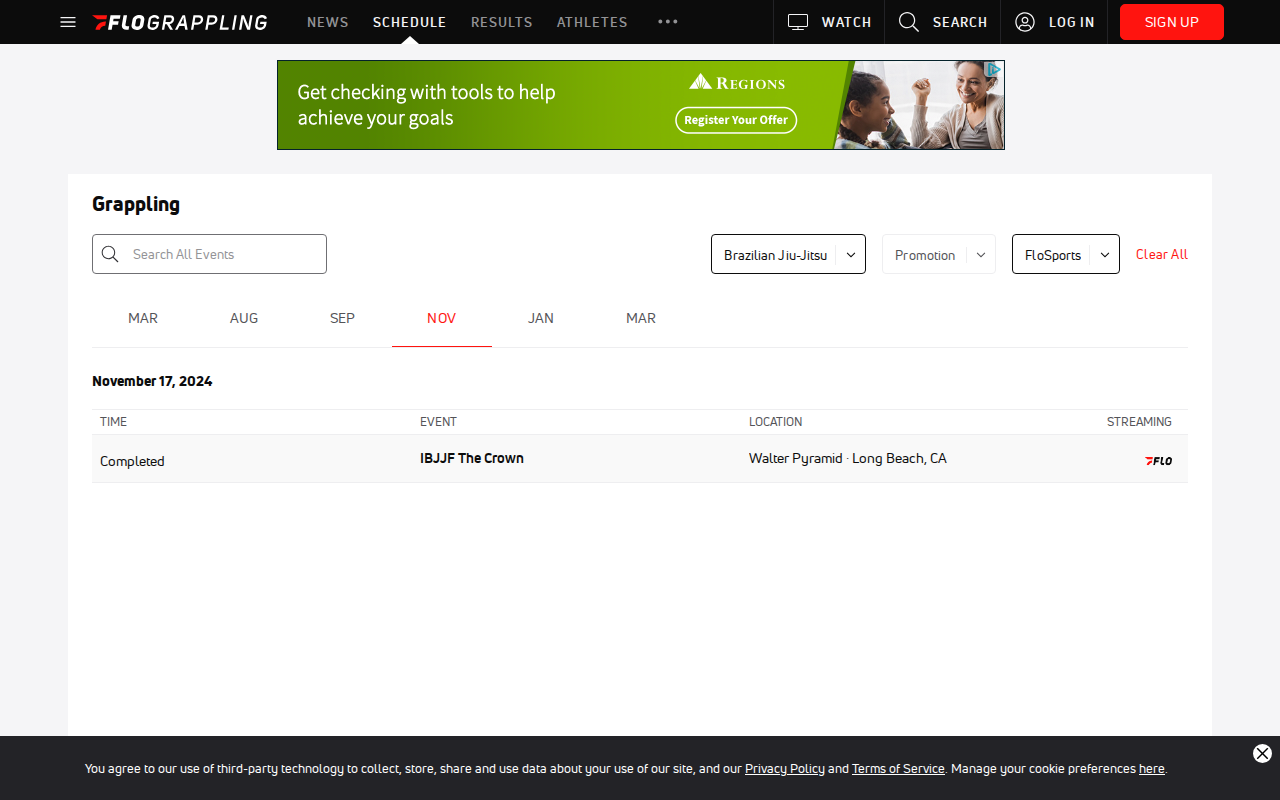 FLOGRAPPLING NEWS SCHEDULE RESULTS ATHLETES WATCH SEARCH LOG IN SIGN UP
Get checking with tools to help
achieve your goals
REGIONS
Register Your Offer
Grappling
Search All Events Brazilian Jiu-Jitsu Promotion FloSports Clear All
MAR AUG SEP NOV JAN MAR
November 17, 2024
TIME EVENT LOCATION STREAMING
Completed IBJJF The Crown Walter Pyramid · Long Beach, CA FLO
You agree to our use of third-party technology to collect, store, share and use data about your use of our site, and our Privacy Policy and Terms of Service. Manage your cookie preferences here.